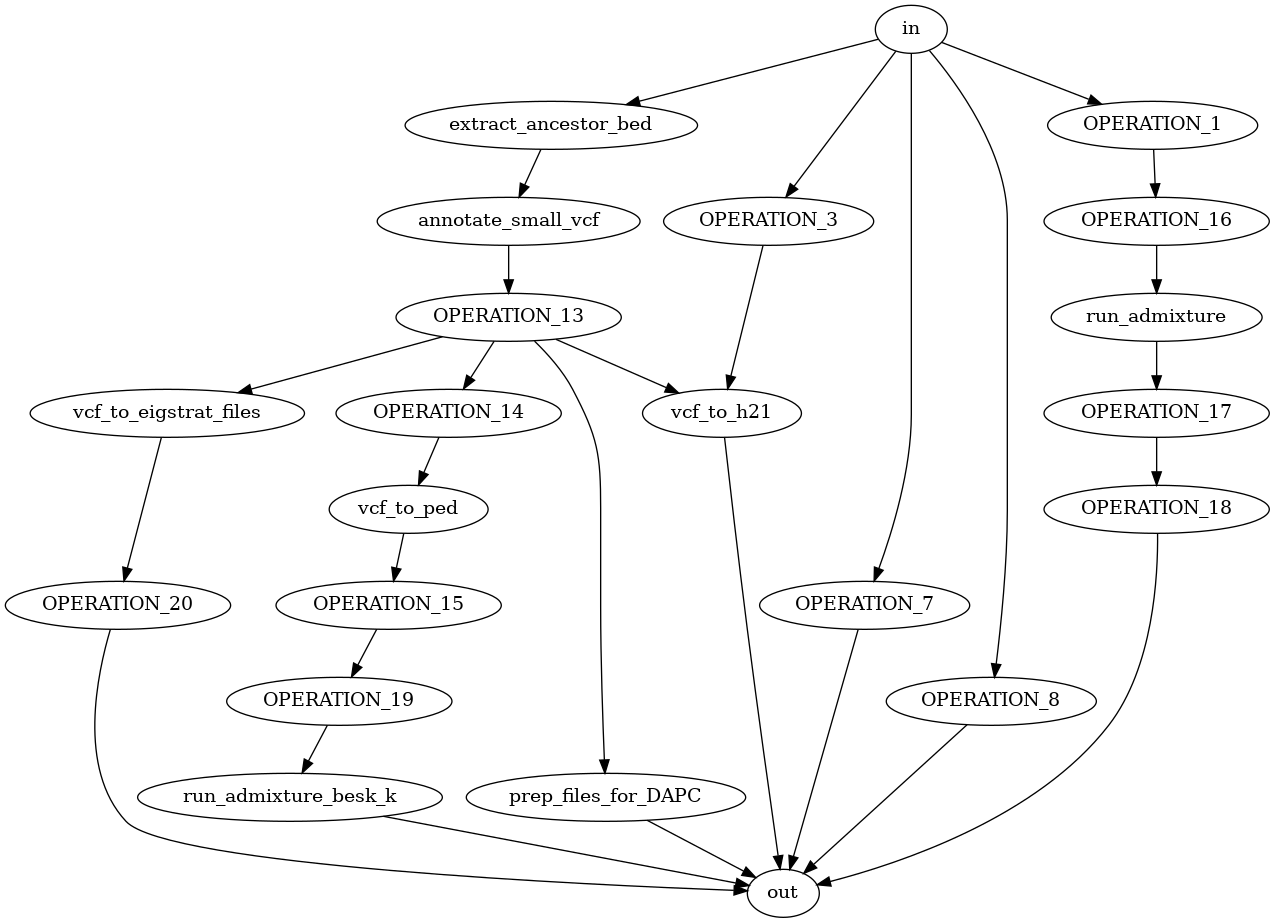 in
extract_ancestor_bed
OPERATION_1
annotate_small_vcf
OPERATION_3
OPERATION_16
OPERATION_13
run_admixture
vcf_to_eigstrat_files
OPERATION_14
vcf_to_h21
OPERATION_17
vcf_to_ped
OPERATION_18
OPERATION_20
OPERATION_15
OPERATION_7
OPERATION_19
OPERATION_8
run_admixture_besk_k
prep_files_for_DAPC
out